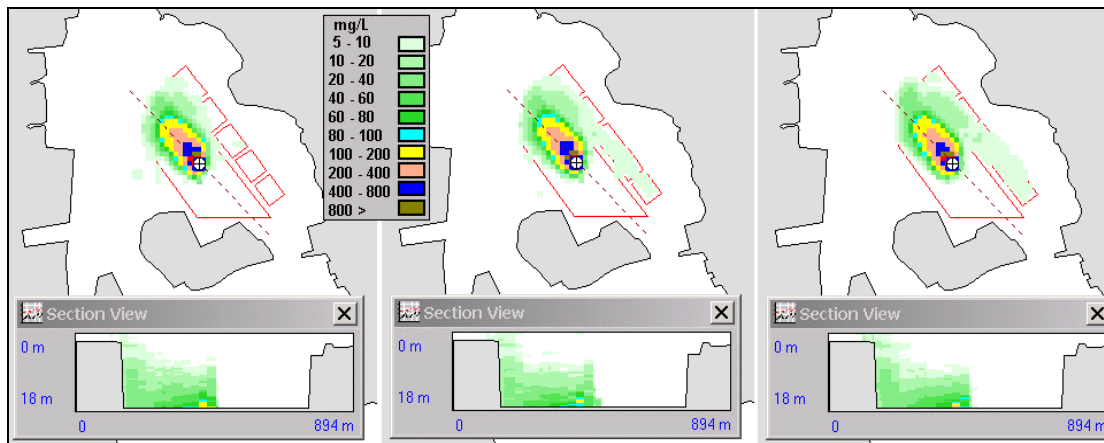 mg/L
5 - 10
10 - 20
20 - 40
40 - 60
60 - 80
80 - 100
100 - 200
200 - 400
400 - 800
800 >
Section View
0 m
18 m
0 894 m
Section View
0 m
18 m
0 894 m
Section View
0 m
18 m
0 894 m